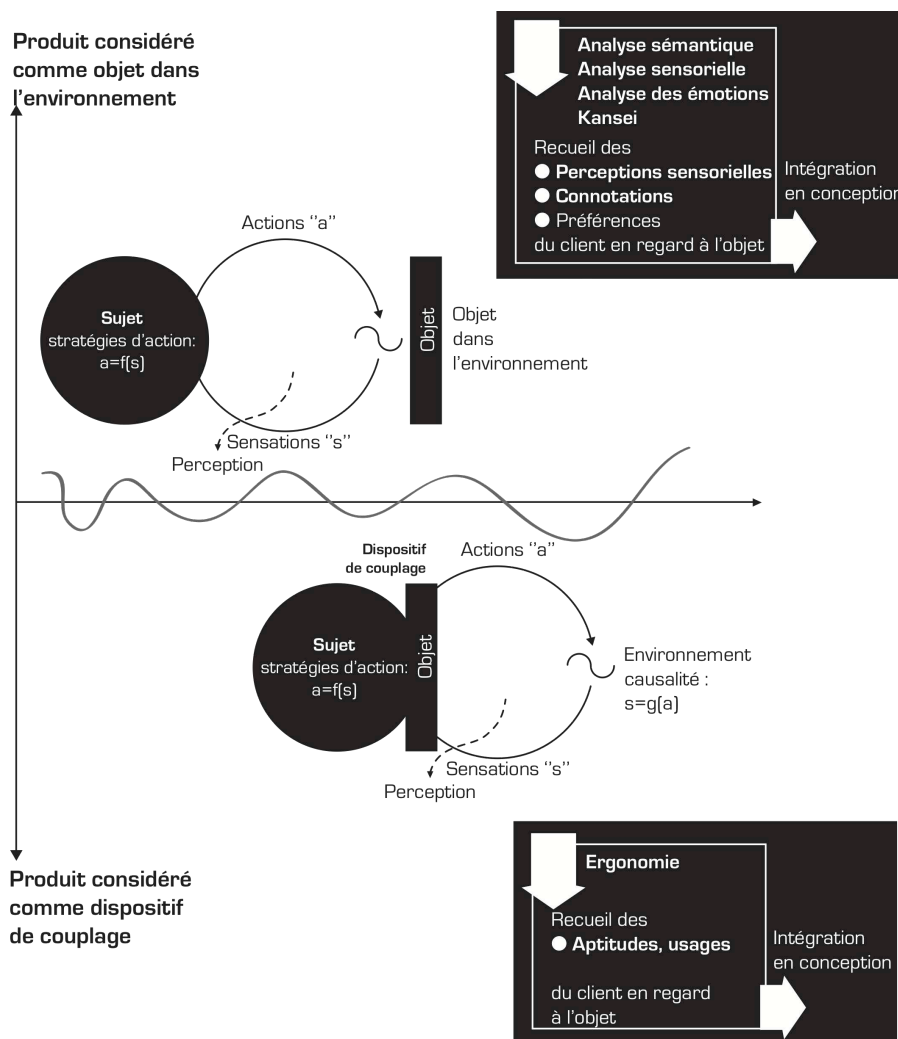 Produit considéré
comme objet dans
l’environnement
Analyse sémantique
Analyse sensorielle
Analyse des émotions
Kansei
Recueil des
● Perceptions sensorielles
● Connotations
● Préférences
du client en regard à l’objet
Intégration
en conception
Actions ‘‘a’’
Sujet
stratégies d’action:
a=f(s)
Objet
Objet
dans
l’environnement
Sensations ‘‘s’’
Perception
Dispositif
de couplage
Actions ‘‘a’’
Sujet
stratégies d’action:
a=f(s)
Objet
Environnement
causalité :
s=g(a)
Sensations ‘‘s’’
Perception
Produit considéré
comme dispositif
de couplage
Ergonomie
Recueil des
● Aptitudes, usages
du client en regard
à l’objet
Intégration
en conception